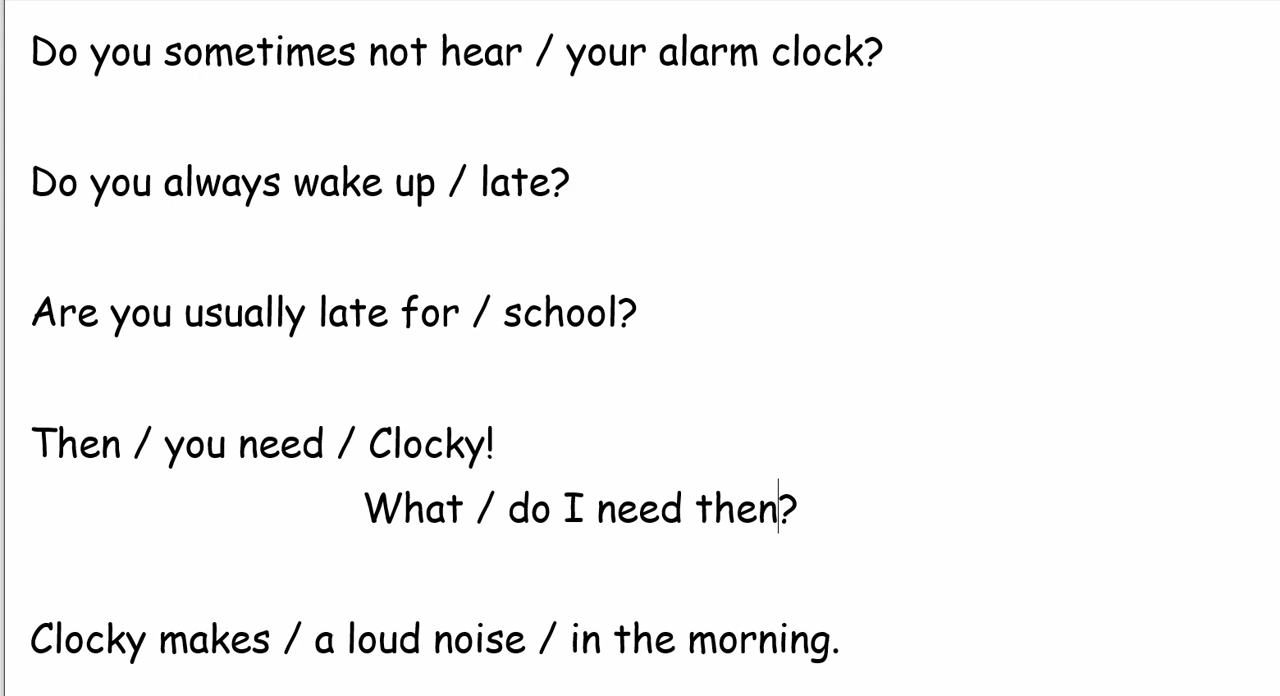 Do you sometimes not hear / your alarm clock?
Do you always wake up / late?
Are you usually late for / school?
Then / you need / Clocky!
What / do I need then?
Clocky makes / a loud noise / in the morning.